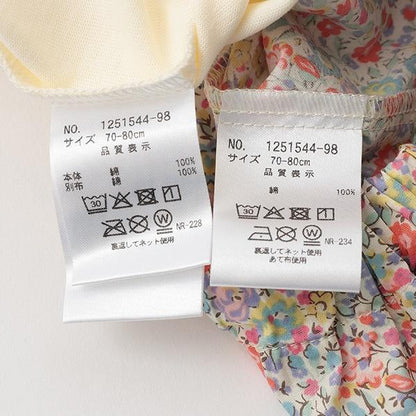 NO. 1251544-98
サイズ 70-80cm
品質表示
本体 綿 100%
別布 綿 100%
30
W
NR-228
裏返してネット使用
NO. 1251544-98
サイズ 70-80cm
品質表示
綿 100%
30
W
NR-234
裏返してネット使用
あて布使用